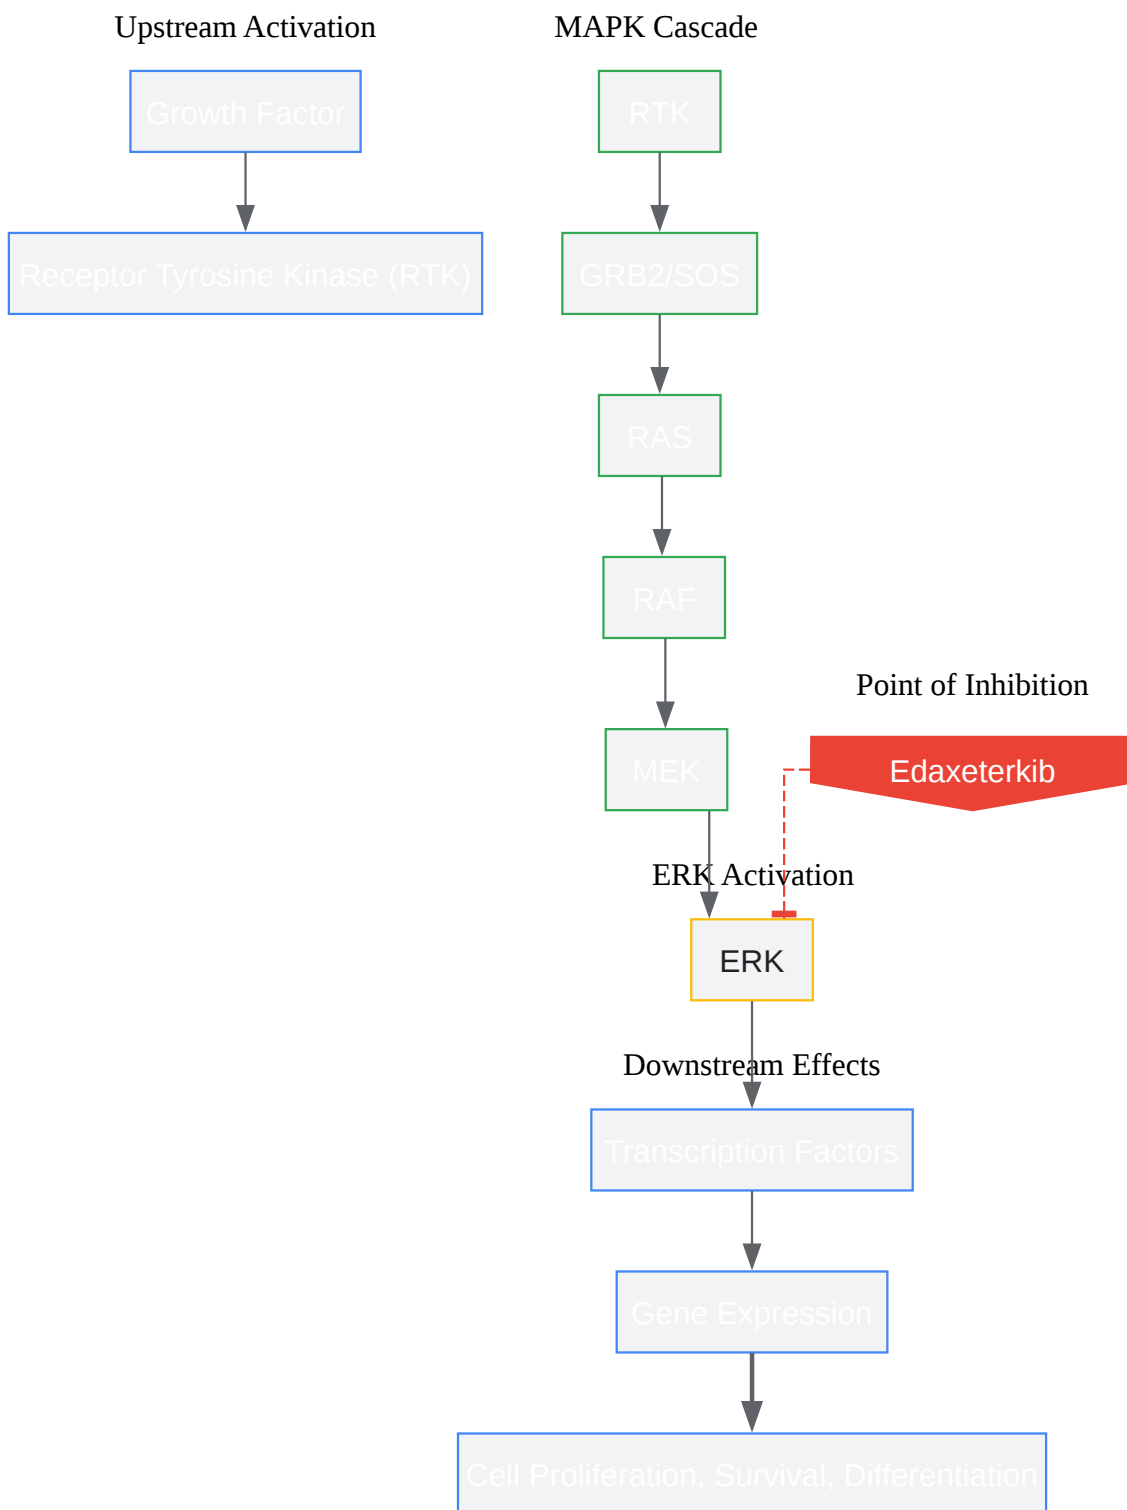 Upstream Activation
Growth Factor
Receptor Tyrosine Kinase (RTK)
MAPK Cascade
RTK
GRB2/SOS
RAS
RAF
MEK
Point of Inhibition
Edaxeterkib
ERK Activation
ERK
Downstream Effects
Transcription Factors
Gene Expression
Cell Proliferation, Survival, Differentiation